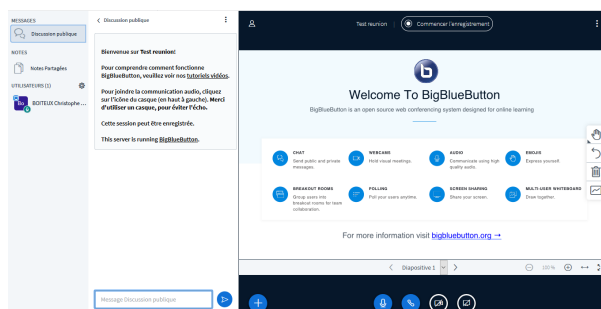 MESSAGES
Discussion publique
NOTES
Notes Partagées
UTILISATEURS (1)
Bo
BOITEUX Christophe ...
Discussion publique
Bienvenue sur Test reunion!
Pour comprendre comment fonctionne
BigBlueButton, veuillez voir nos tutoriels vidéos.
Pour joindre la communication audio, cliquez
sur l'icône du casque (en haut à gauche). Merci
d'utiliser un casque, pour éviter l'écho.
Cette session peut être enregistrée.
This server is running BigBlueButton.
Message Discussion publique
Test reunion
Commencer l'enregistrement
b
Welcome To BigBlueButton
BigBlueButton is an open source web conferencing system designed for online learning
CHAT
Send public and private
messages.
WEBCAMS
Hold visual meetings.
AUDIO
Communicate using high
quality audio.
EMOJIS
Express yourself.
BREAKOUT ROOMS
Group users into
breakout rooms for team
collaboration.
POLLING
Poll your users anytime.
SCREEN SHARING
Share your screen.
MULTI-USER WHITEBOARD
Draw together.
For more information visit bigbluebutton.org →
Diapositive 1
100%